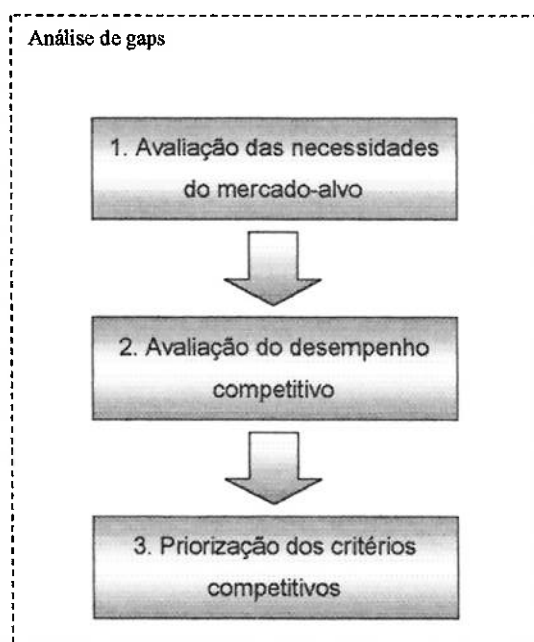 Análise de gaps
1. Avaliação das necessidades
do mercado-alvo
2. Avaliação do desempenho
competitivo
3. Priorização dos critérios
competitivos